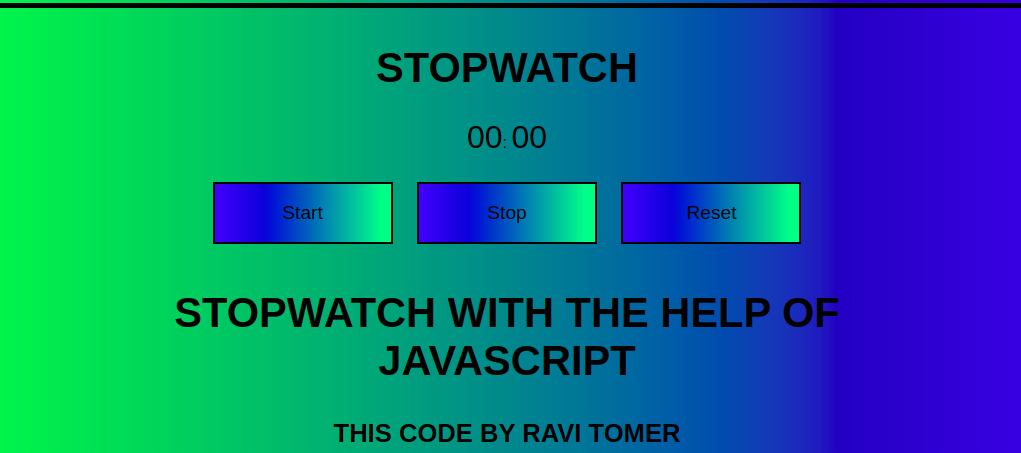 STOPWATCH
00:00
Start Stop Reset
STOPWATCH WITH THE HELP OF
JAVASCRIPT
THIS CODE BY RAVI TOMER